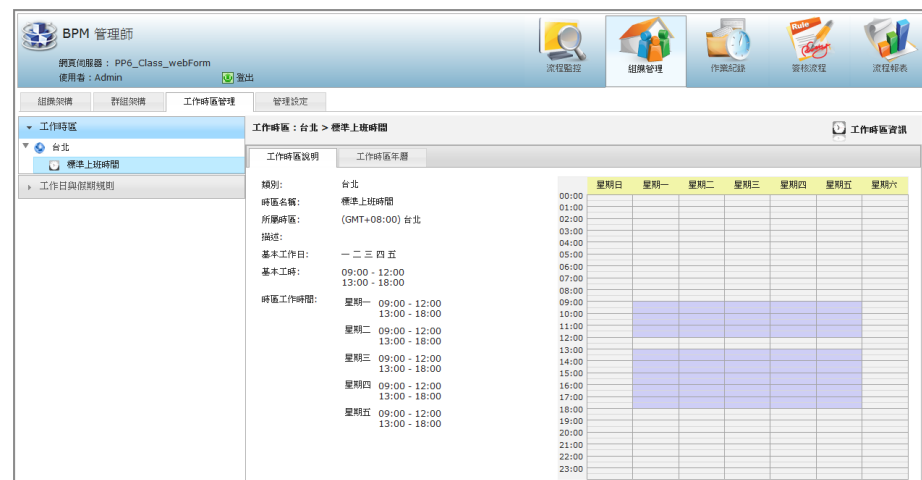 BPM 管理師
網頁伺服器： PP6_Class_webForm
使用者：Admin 登出
流程監控 組織管理 作業紀錄 簽核流程 流程報表
Rule
組織架構 群組架構 工作時區管理 管理設定
工作時區
台北
標準上班時間
工作日與假期規則
工作時區：台北 > 標準上班時間 工作時區資訊
工作時區說明 工作時區年曆
類別: 台北
時區名稱: 標準上班時間
所屬時區: (GMT+08:00) 台北
描述:
基本工作日: 一 二 三 四 五
基本工時: 09:00 - 12:00
13:00 - 18:00
時區工作時間: 星期一 09:00 - 12:00
13:00 - 18:00
星期二 09:00 - 12:00
13:00 - 18:00
星期三 09:00 - 12:00
13:00 - 18:00
星期四 09:00 - 12:00
13:00 - 18:00
星期五 09:00 - 12:00
13:00 - 18:00
星期日 星期一 星期二 星期三 星期四 星期五 星期六
00:00
01:00
02:00
03:00
04:00
05:00
06:00
07:00
08:00
09:00
10:00
11:00
12:00
13:00
14:00
15:00
16:00
17:00
18:00
19:00
20:00
21:00
22:00
23:00